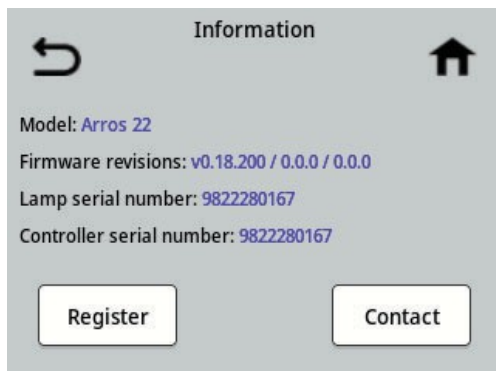 Information
Model: Arros 22
Firmware revisions: v0.18.200 / 0.0.0 / 0.0.0
Lamp serial number: 9822280167
Controller serial number: 9822280167
Register
Contact